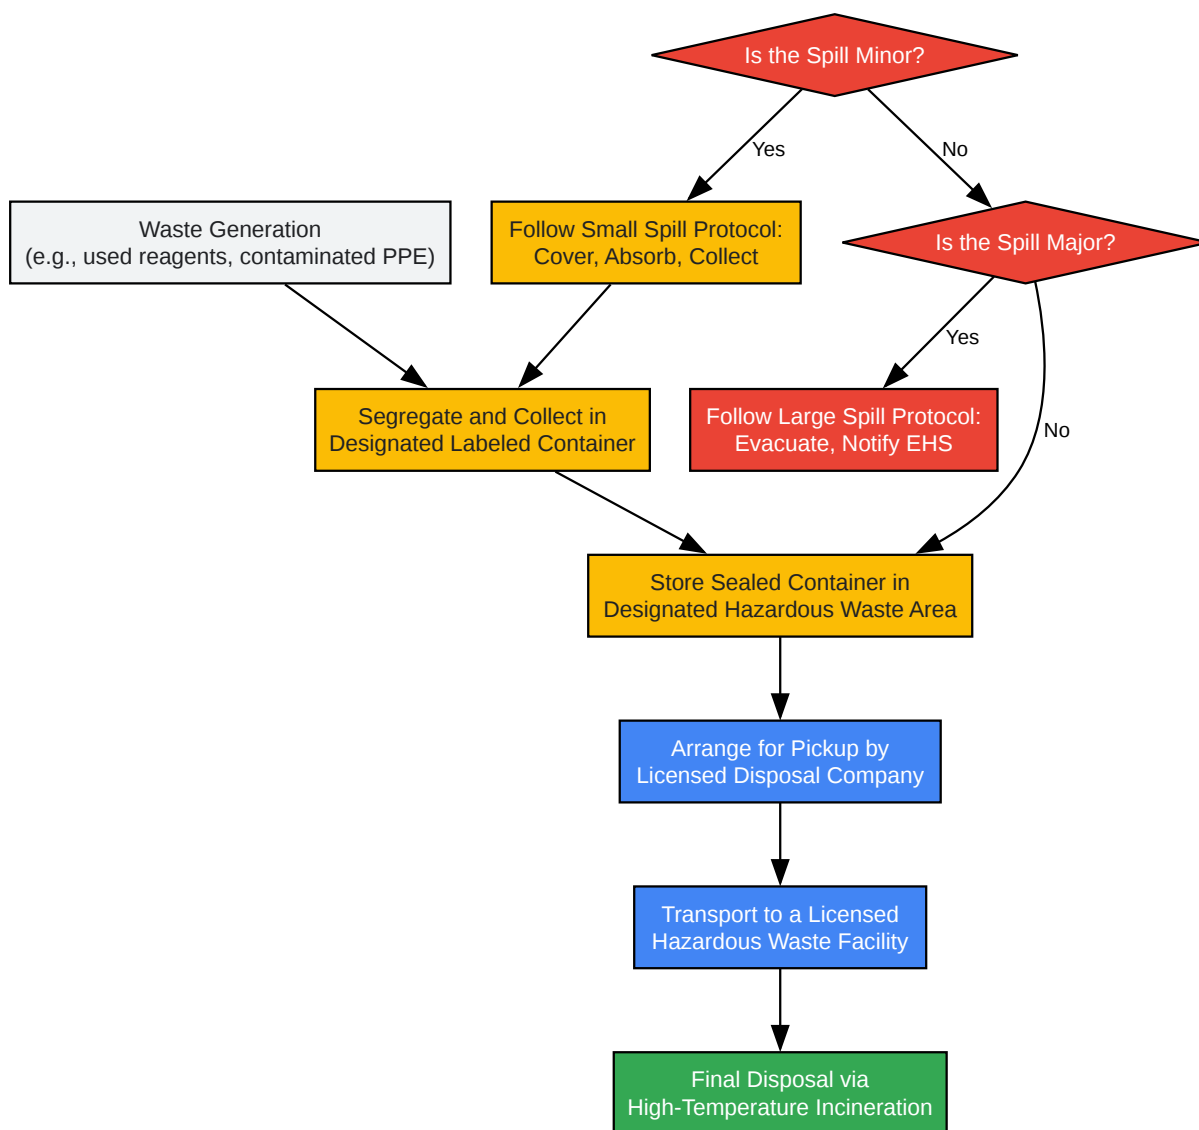 Is the Spill Minor?
Yes
No
Waste Generation
(e.g., used reagents, contaminated PPE)
Follow Small Spill Protocol:
Cover, Absorb, Collect
Is the Spill Major?
Yes
No
Segregate and Collect in
Designated Labeled Container
Follow Large Spill Protocol:
Evacuate, Notify EHS
Store Sealed Container in
Designated Hazardous Waste Area
Arrange for Pickup by
Licensed Disposal Company
Transport to a Licensed
Hazardous Waste Facility
Final Disposal via
High-Temperature Incineration